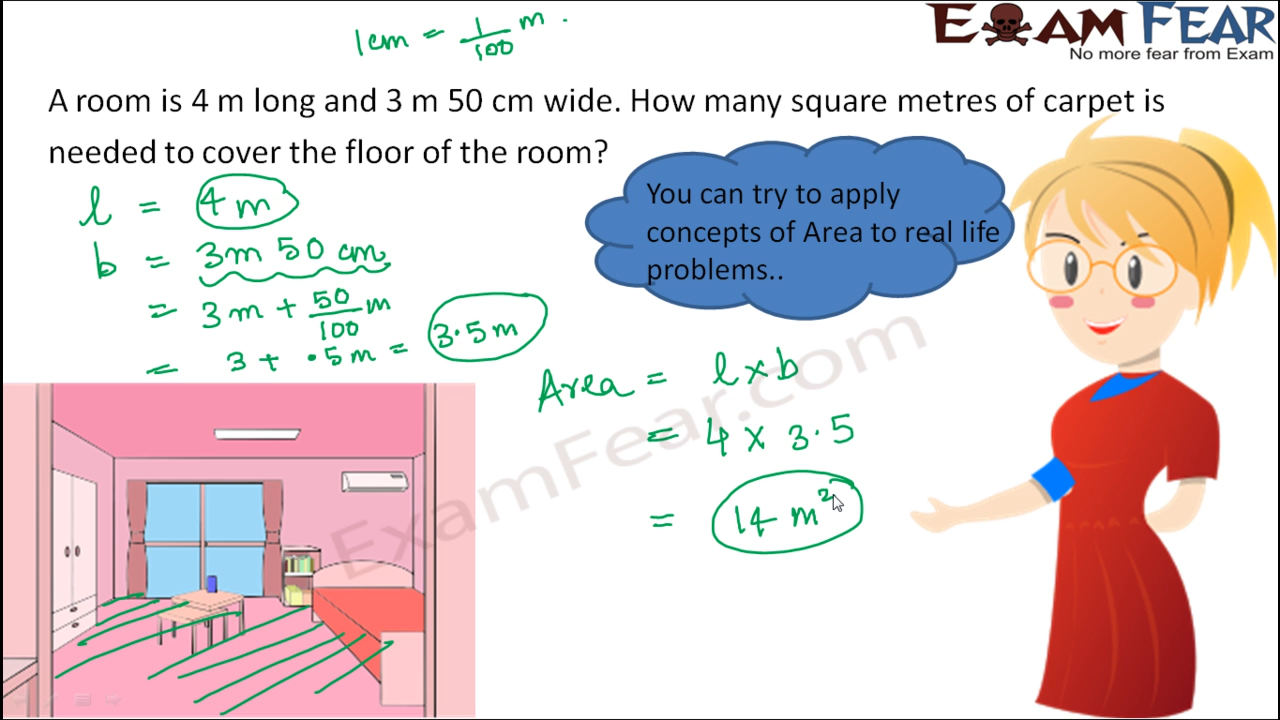 1 cm = 1/100 m.
EXAM FEAR
No more fear from Exam
A room is 4 m long and 3 m 50 cm wide. How many square metres of carpet is
needed to cover the floor of the room?
You can try to apply
concepts of Area to real life
problems..
l = 4 m
b = 3m 50 cm
= 3m + 50/100 m
= 3 + .5m = 3.5m
Area = l x b
= 4 x 3.5
= 14 m²
ExamFear.com